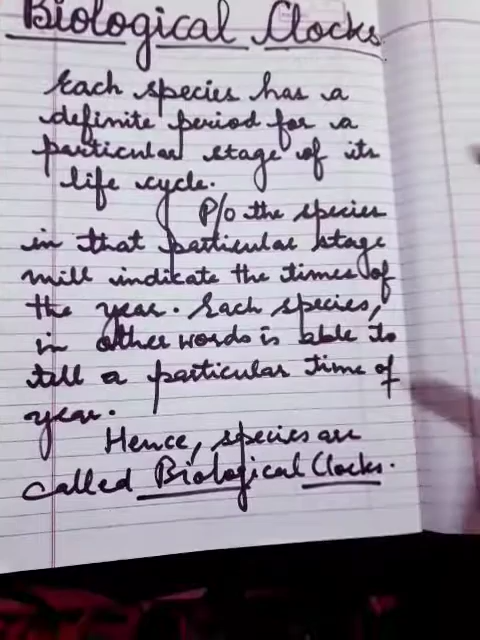 Biological Clocks
Each species has a
definite period for a
particular stage of its
life cycle.
P/o the species
in that particular stage
will indicate the times of
the year. Each species,
in other words is able to
tell a particular time of
year.
Hence, species are
called Biological Clocks.